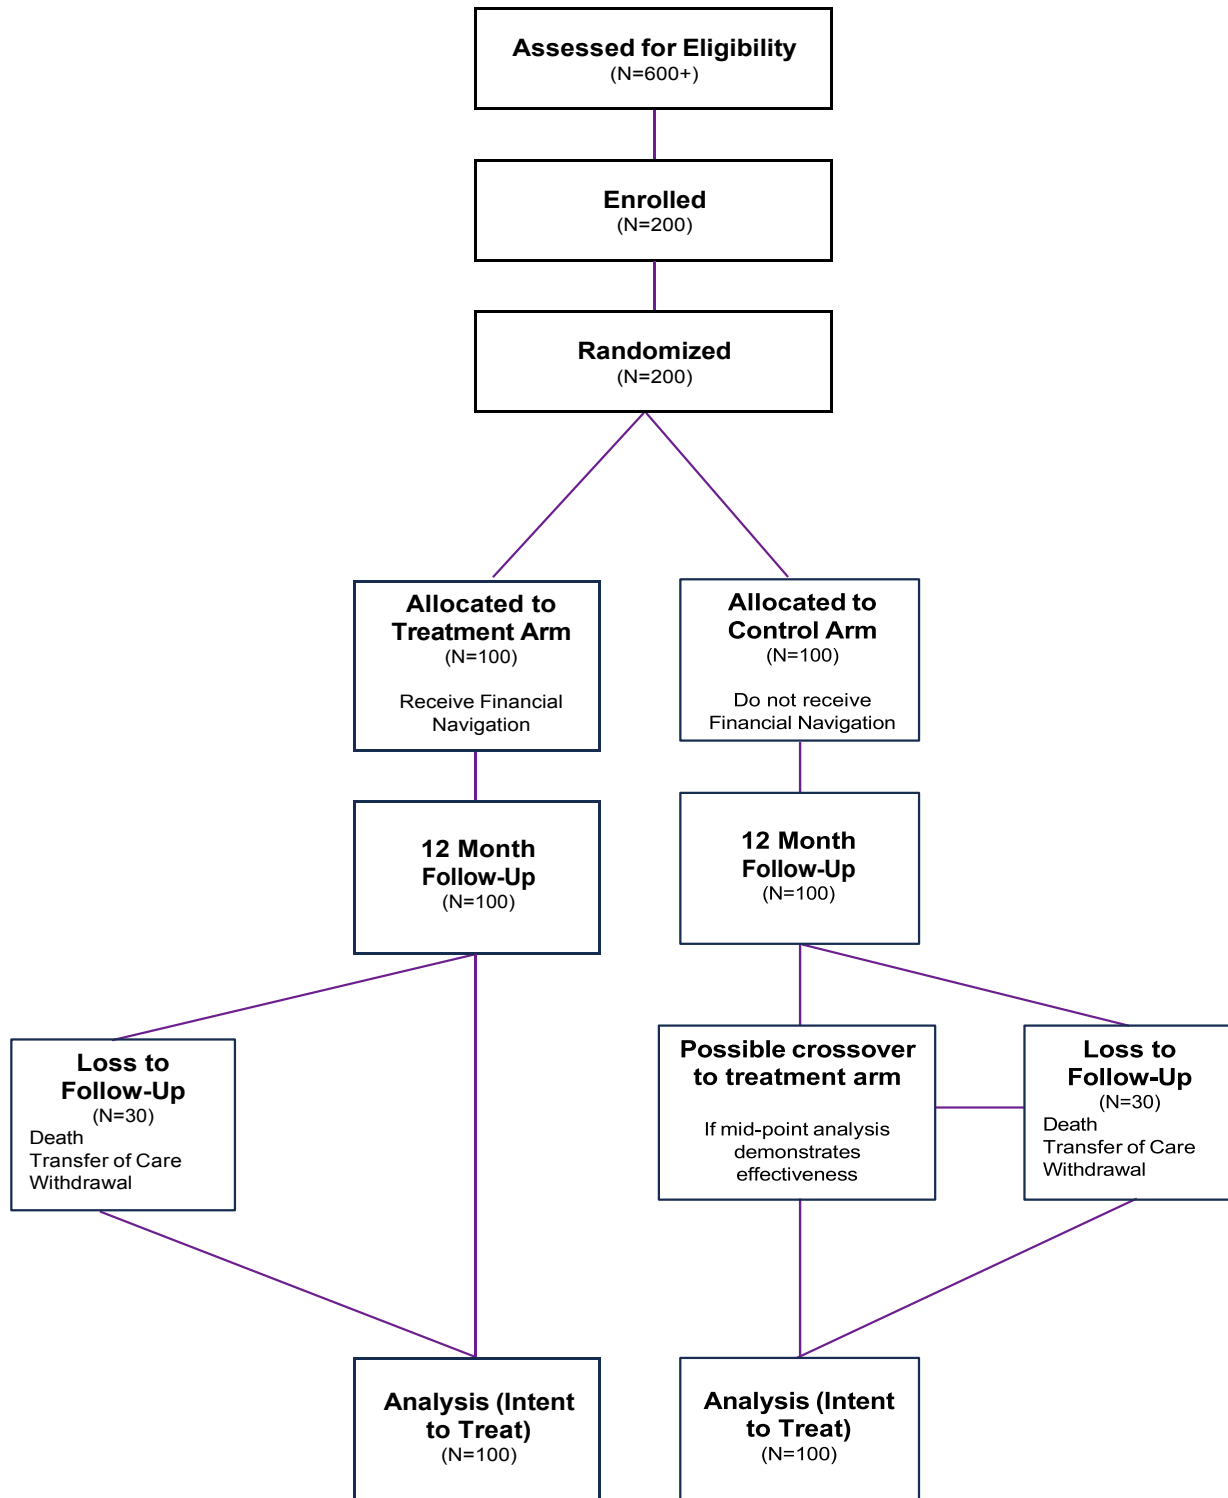 Assessed for Eligibility
(N=600+)
Enrolled
(N=200)
Randomized
(N=200)
Allocated to
Treatment Arm
(N=100)
Receive Financial
Navigation
Allocated to
Control Arm
(N=100)
Do not receive
Financial Navigation
12 Month
Follow-Up
(N=100)
12 Month
Follow-Up
(N=100)
Loss to
Follow-Up
(N=30)
Death
Transfer of Care
Withdrawal
Possible crossover
to treatment arm
If mid-point analysis
demonstrates
effectiveness
Loss to
Follow-Up
(N=30)
Death
Transfer of Care
Withdrawal
Analysis (Intent
to Treat)
(N=100)
Analysis (Intent
to Treat)
(N=100)